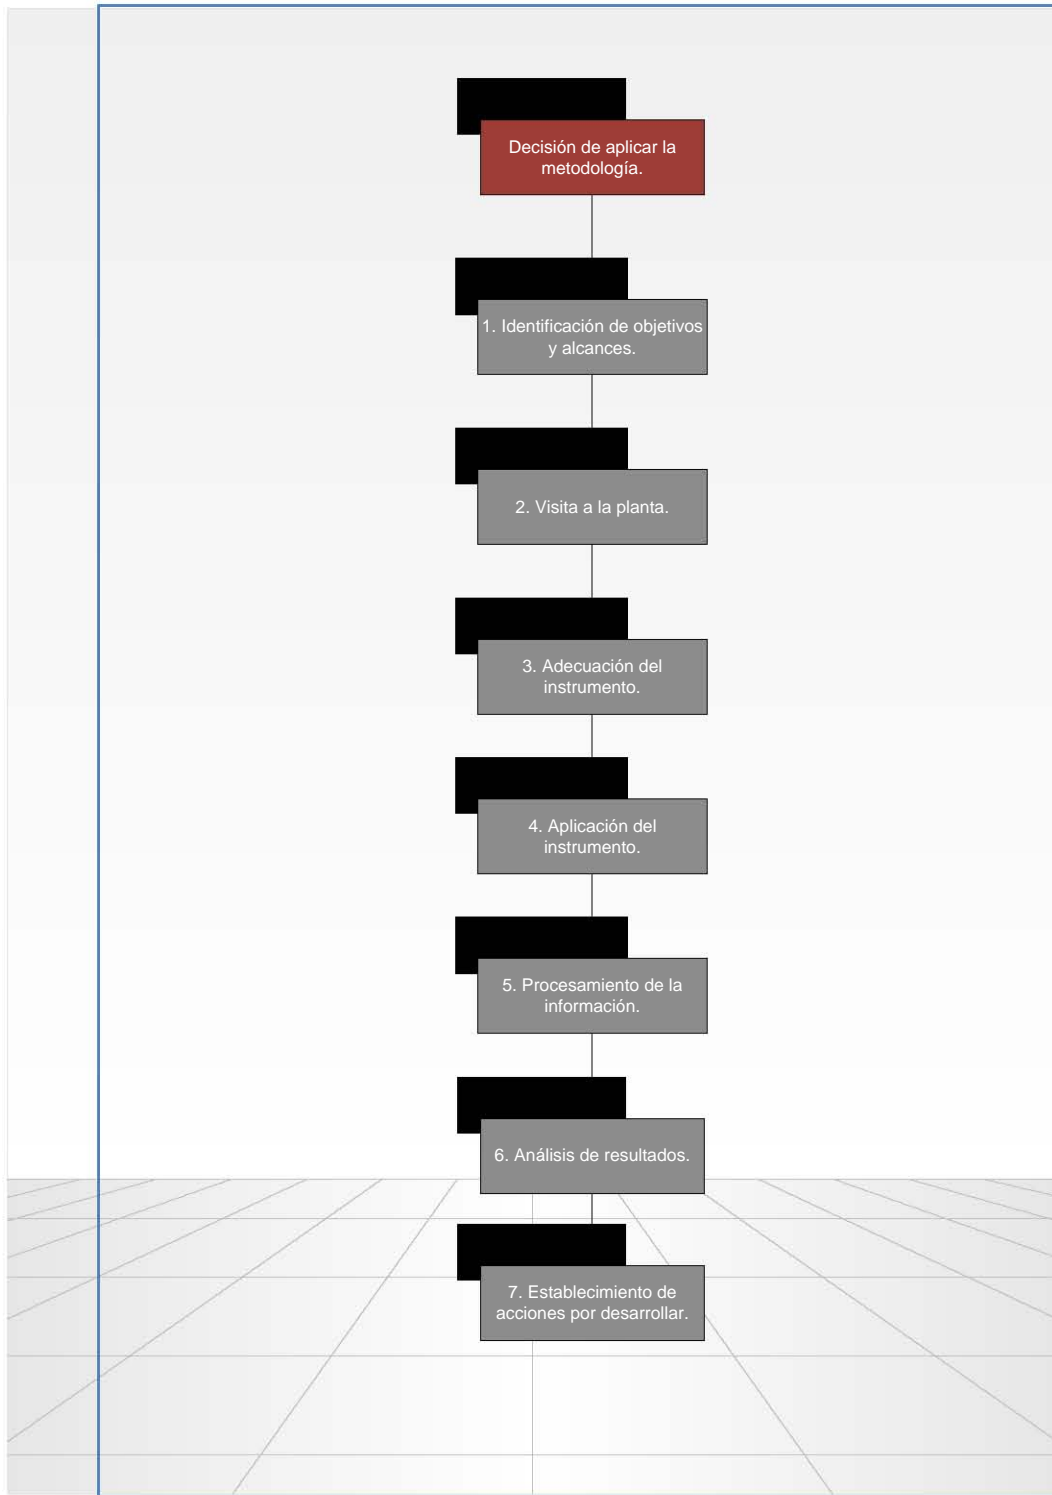 Decisión de aplicar la
metodología.
1. Identificación de objetivos
y alcances.
2. Visita a la planta.
3. Adecuación del
instrumento.
4. Aplicación del
instrumento.
5. Procesamiento de la
información.
6. Análisis de resultados.
7. Establecimiento de
acciones por desarrollar.